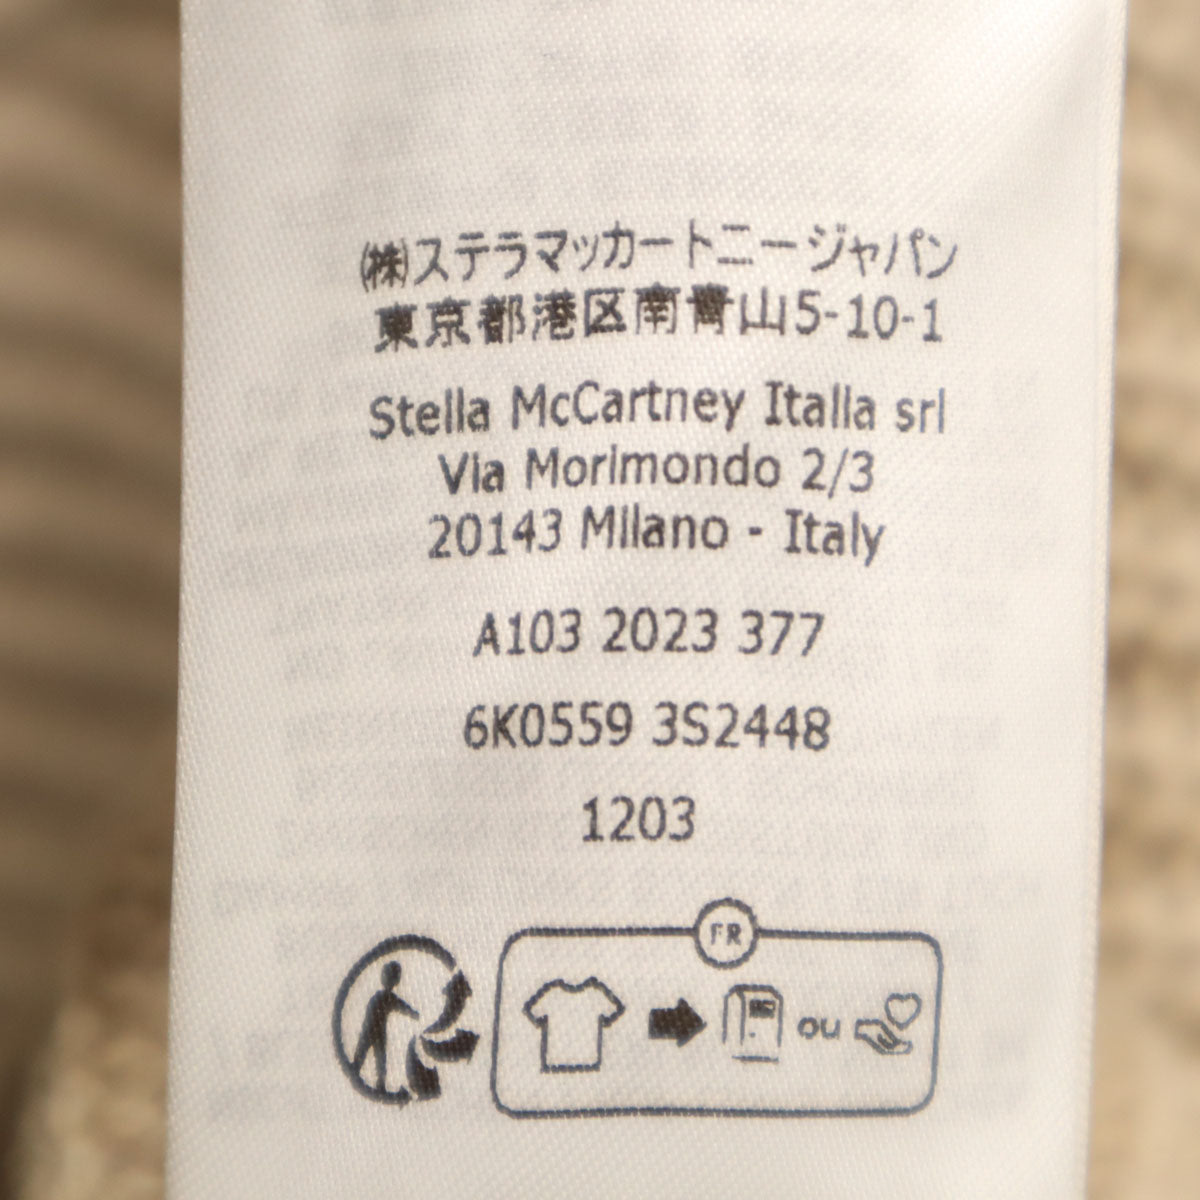 ㈱ステラマッカートニージャパン
東京都港区南青山5-10-1
Stella McCartney Italia srl
Via Morimondo 2/3
20143 Milano - Italy
A103 2023 377
6K0559 3S2448
1203
FR
ou